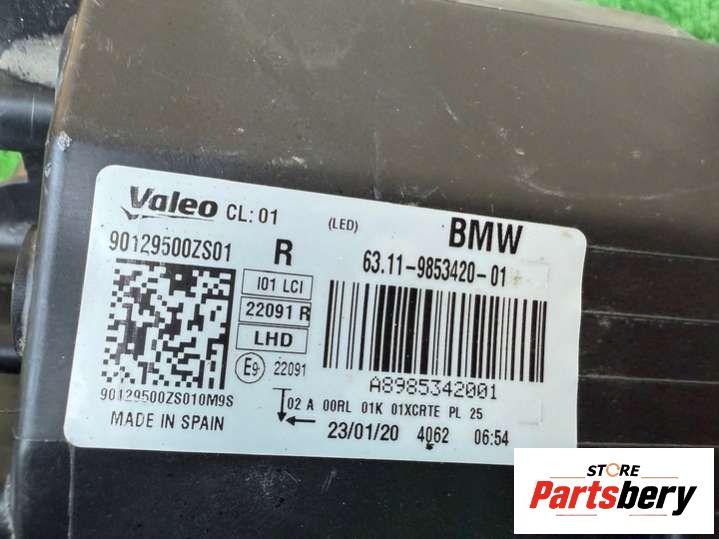 Valeo CL: 01 (LED) BMW
90129500ZS01 R 63.11-9853420-01
I01 LCI
22091 R
LHD
E9 22091
A8985342001
90129500ZS010M9S
02 A 00RL 01K 01XCRTE PL 25
MADE IN SPAIN 23/01/20 4062 06:54
STORE
Partsbery